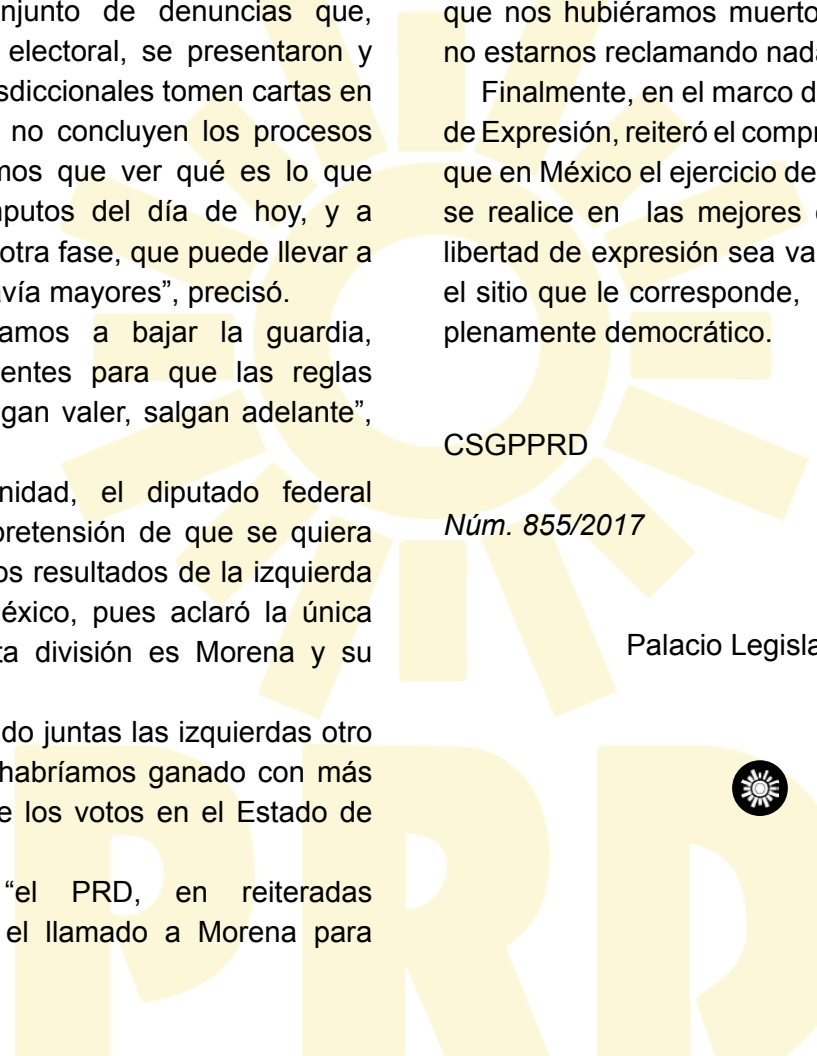 njunto de denuncias que,
electoral, se presentaron y
sdiccionales tomen cartas en
no concluyen los procesos
mos que ver qué es lo que
putos del día de hoy, y a
otra fase, que puede llevar a
avía mayores”, precisó.
amos a bajar la guardia,
entes para que las reglas
gan valer, salgan adelante”,
nidad, el diputado federal
pretensión de que se quiera
os resultados de la izquierda
éxico, pues aclaró la única
ta división es Morena y su
do juntas las izquierdas otro
habríamos ganado con más
e los votos en el Estado de
“el PRD, en reiteradas
el llamado a Morena para
que nos hubiéramos muerto
no estarnos reclamando nada
Finalmente, en el marco d
de Expresión, reiteró el compr
que en México el ejercicio de
se realice en las mejores
libertad de expresión sea va
el sitio que le corresponde,
plenamente democrático.
CSGPPRD
Núm. 855/2017
Palacio Legisla
PRD